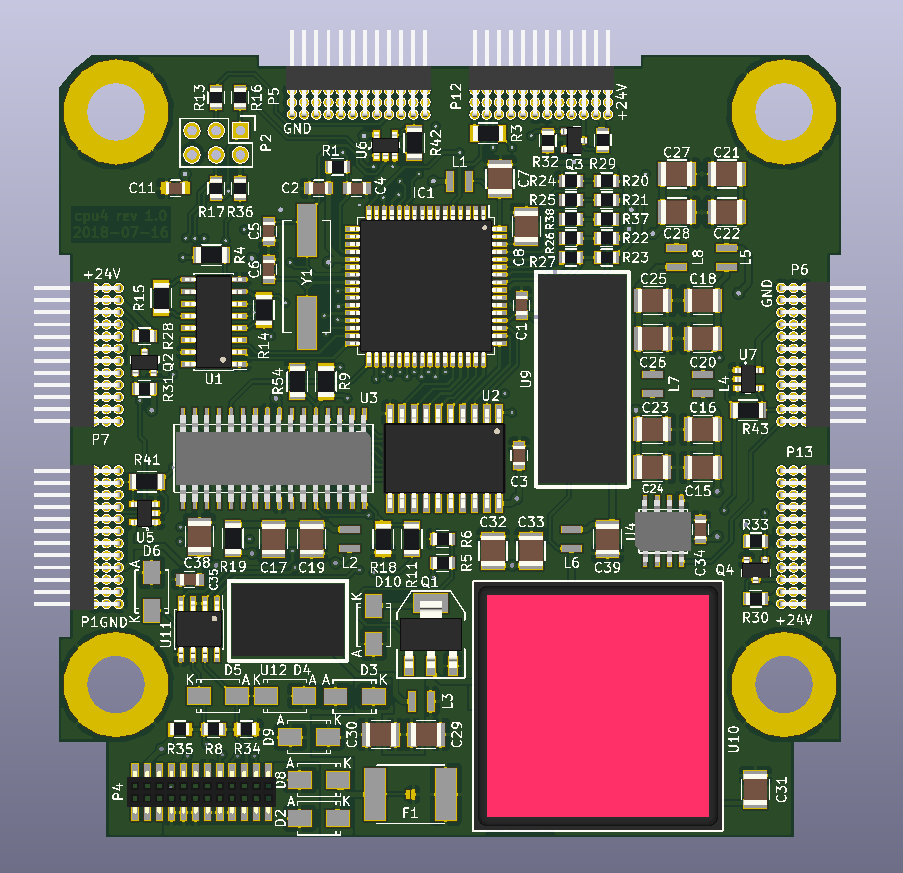 R13
R16
P5
GND
P12
+24V
P2
R1
U6
R42
R3
R32
Q3
R29
C27
C21
L1
C7
C11
R17
R36
C2
C4
IC1
R24
R20
R25
R21
R38
R37
R26
R22
R27
R23
C28
C22
cpu4 rev 1.0
2018-07-16
C5
C6
R4
Y1
C8
L8
L5
+24V
R15
R14
C1
C25
C18
P6
GND
R28
Q2
R31
U1
R54
R9
U9
C26
C20
L7
L4
U7
R43
P7
U3
U2
C23
C16
R41
C3
C24
C15
P13
U5
D6
A
K
C38
R19
C17
C19
L2
R18
R11
R6
R5
C32
C33
L6
C39
U4
C34
R33
Q4
R30
+24V
C35
D10
Q1
K
A
P1
GND
U11
D5
U12
D4
D3
K
A
K
A
A
K
L3
D9
A
K
C30
C29
R35
R8
R34
U10
P4
D8
A
K
D2
A
K
F1
C31